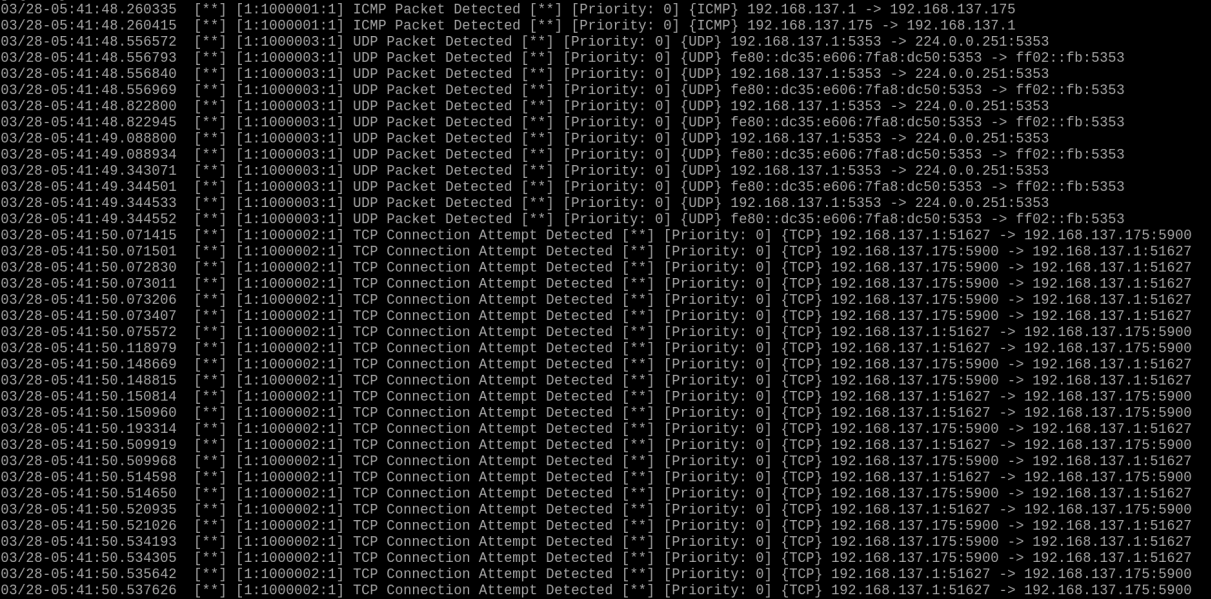 03/28-05:41:48.260335  [**] [1:1000001:1] ICMP Packet Detected [**] [Priority: 0] {ICMP} 192.168.137.1 -> 192.168.137.175
03/28-05:41:48.260415  [**] [1:1000001:1] ICMP Packet Detected [**] [Priority: 0] {ICMP} 192.168.137.175 -> 192.168.137.1
03/28-05:41:48.556572  [**] [1:1000003:1] UDP Packet Detected [**] [Priority: 0] {UDP} 192.168.137.1:5353 -> 224.0.0.251:5353
03/28-05:41:48.556793  [**] [1:1000003:1] UDP Packet Detected [**] [Priority: 0] {UDP} fe80::dc35:e606:7fa8:dc50:5353 -> ff02::fb:5353
03/28-05:41:48.556840  [**] [1:1000003:1] UDP Packet Detected [**] [Priority: 0] {UDP} 192.168.137.1:5353 -> 224.0.0.251:5353
03/28-05:41:48.556969  [**] [1:1000003:1] UDP Packet Detected [**] [Priority: 0] {UDP} fe80::dc35:e606:7fa8:dc50:5353 -> ff02::fb:5353
03/28-05:41:48.822800  [**] [1:1000003:1] UDP Packet Detected [**] [Priority: 0] {UDP} 192.168.137.1:5353 -> 224.0.0.251:5353
03/28-05:41:48.822945  [**] [1:1000003:1] UDP Packet Detected [**] [Priority: 0] {UDP} fe80::dc35:e606:7fa8:dc50:5353 -> ff02::fb:5353
03/28-05:41:49.088800  [**] [1:1000003:1] UDP Packet Detected [**] [Priority: 0] {UDP} 192.168.137.1:5353 -> 224.0.0.251:5353
03/28-05:41:49.088934  [**] [1:1000003:1] UDP Packet Detected [**] [Priority: 0] {UDP} fe80::dc35:e606:7fa8:dc50:5353 -> ff02::fb:5353
03/28-05:41:49.343071  [**] [1:1000003:1] UDP Packet Detected [**] [Priority: 0] {UDP} 192.168.137.1:5353 -> 224.0.0.251:5353
03/28-05:41:49.344501  [**] [1:1000003:1] UDP Packet Detected [**] [Priority: 0] {UDP} fe80::dc35:e606:7fa8:dc50:5353 -> ff02::fb:5353
03/28-05:41:49.344533  [**] [1:1000003:1] UDP Packet Detected [**] [Priority: 0] {UDP} 192.168.137.1:5353 -> 224.0.0.251:5353
03/28-05:41:49.344552  [**] [1:1000003:1] UDP Packet Detected [**] [Priority: 0] {UDP} fe80::dc35:e606:7fa8:dc50:5353 -> ff02::fb:5353
03/28-05:41:50.071415  [**] [1:1000002:1] TCP Connection Attempt Detected [**] [Priority: 0] {TCP} 192.168.137.1:51627 -> 192.168.137.175:5900
03/28-05:41:50.071501  [**] [1:1000002:1] TCP Connection Attempt Detected [**] [Priority: 0] {TCP} 192.168.137.175:5900 -> 192.168.137.1:51627
03/28-05:41:50.072830  [**] [1:1000002:1] TCP Connection Attempt Detected [**] [Priority: 0] {TCP} 192.168.137.175:5900 -> 192.168.137.1:51627
03/28-05:41:50.073011  [**] [1:1000002:1] TCP Connection Attempt Detected [**] [Priority: 0] {TCP} 192.168.137.175:5900 -> 192.168.137.1:51627
03/28-05:41:50.073206  [**] [1:1000002:1] TCP Connection Attempt Detected [**] [Priority: 0] {TCP} 192.168.137.175:5900 -> 192.168.137.1:51627
03/28-05:41:50.073407  [**] [1:1000002:1] TCP Connection Attempt Detected [**] [Priority: 0] {TCP} 192.168.137.175:5900 -> 192.168.137.1:51627
03/28-05:41:50.075572  [**] [1:1000002:1] TCP Connection Attempt Detected [**] [Priority: 0] {TCP} 192.168.137.1:51627 -> 192.168.137.175:5900
03/28-05:41:50.118979  [**] [1:1000002:1] TCP Connection Attempt Detected [**] [Priority: 0] {TCP} 192.168.137.1:51627 -> 192.168.137.175:5900
03/28-05:41:50.148669  [**] [1:1000002:1] TCP Connection Attempt Detected [**] [Priority: 0] {TCP} 192.168.137.175:5900 -> 192.168.137.1:51627
03/28-05:41:50.148815  [**] [1:1000002:1] TCP Connection Attempt Detected [**] [Priority: 0] {TCP} 192.168.137.175:5900 -> 192.168.137.1:51627
03/28-05:41:50.150814  [**] [1:1000002:1] TCP Connection Attempt Detected [**] [Priority: 0] {TCP} 192.168.137.1:51627 -> 192.168.137.175:5900
03/28-05:41:50.150960  [**] [1:1000002:1] TCP Connection Attempt Detected [**] [Priority: 0] {TCP} 192.168.137.1:51627 -> 192.168.137.175:5900
03/28-05:41:50.193314  [**] [1:1000002:1] TCP Connection Attempt Detected [**] [Priority: 0] {TCP} 192.168.137.175:5900 -> 192.168.137.1:51627
03/28-05:41:50.509919  [**] [1:1000002:1] TCP Connection Attempt Detected [**] [Priority: 0] {TCP} 192.168.137.1:51627 -> 192.168.137.175:5900
03/28-05:41:50.509968  [**] [1:1000002:1] TCP Connection Attempt Detected [**] [Priority: 0] {TCP} 192.168.137.175:5900 -> 192.168.137.1:51627
03/28-05:41:50.514598  [**] [1:1000002:1] TCP Connection Attempt Detected [**] [Priority: 0] {TCP} 192.168.137.1:51627 -> 192.168.137.175:5900
03/28-05:41:50.514650  [**] [1:1000002:1] TCP Connection Attempt Detected [**] [Priority: 0] {TCP} 192.168.137.175:5900 -> 192.168.137.1:51627
03/28-05:41:50.520935  [**] [1:1000002:1] TCP Connection Attempt Detected [**] [Priority: 0] {TCP} 192.168.137.1:51627 -> 192.168.137.175:5900
03/28-05:41:50.521026  [**] [1:1000002:1] TCP Connection Attempt Detected [**] [Priority: 0] {TCP} 192.168.137.175:5900 -> 192.168.137.1:51627
03/28-05:41:50.534193  [**] [1:1000002:1] TCP Connection Attempt Detected [**] [Priority: 0] {TCP} 192.168.137.175:5900 -> 192.168.137.1:51627
03/28-05:41:50.534305  [**] [1:1000002:1] TCP Connection Attempt Detected [**] [Priority: 0] {TCP} 192.168.137.175:5900 -> 192.168.137.1:51627
03/28-05:41:50.535642  [**] [1:1000002:1] TCP Connection Attempt Detected [**] [Priority: 0] {TCP} 192.168.137.1:51627 -> 192.168.137.175:5900
03/28-05:41:50.537626  [**] [1:1000002:1] TCP Connection Attempt Detected [**] [Priority: 0] {TCP} 192.168.137.1:51627 -> 192.168.137.175:5900